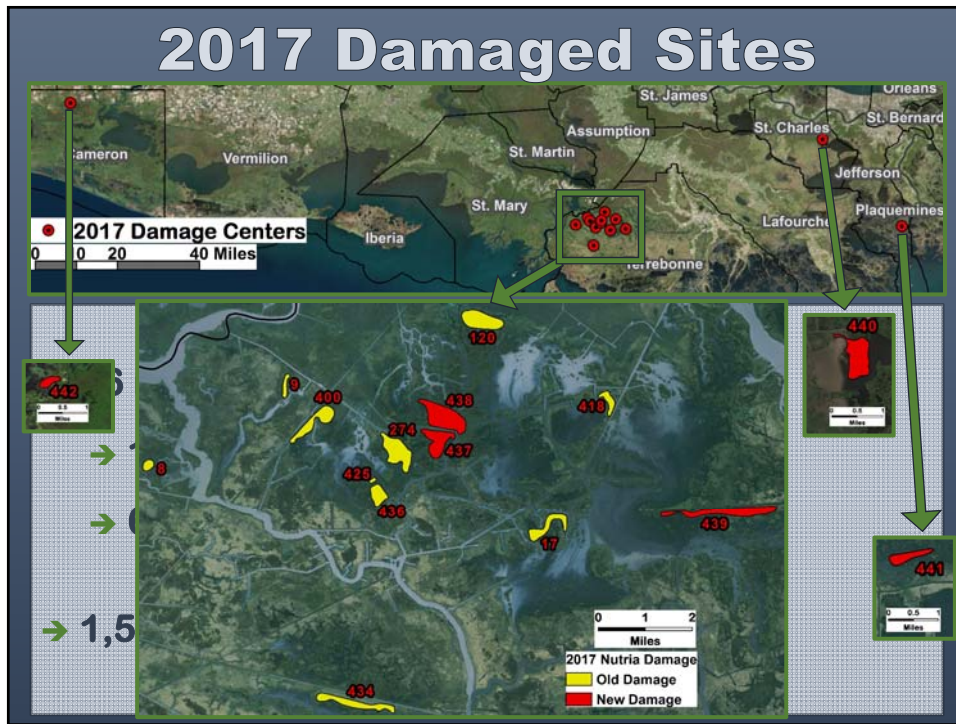 2017 Damaged Sites
Orleans
St. James
St. Bernard
St. Charles
Assumption
St. Martin
Cameron
Vermilion
Jefferson
St. Mary
Plaquemines
Lafourche
Iberia
Terrebonne
2017 Damage Centers
0 0 20 40 Miles
120
440
9
400
438
418
442
274
437
8
425
436
439
17
441
434
0 0.5 1
Miles
0 0.5 1
Miles
0 0.5 1
Miles
1,5
0 1 2
Miles
2017 Nutria Damage
Old Damage
New Damage